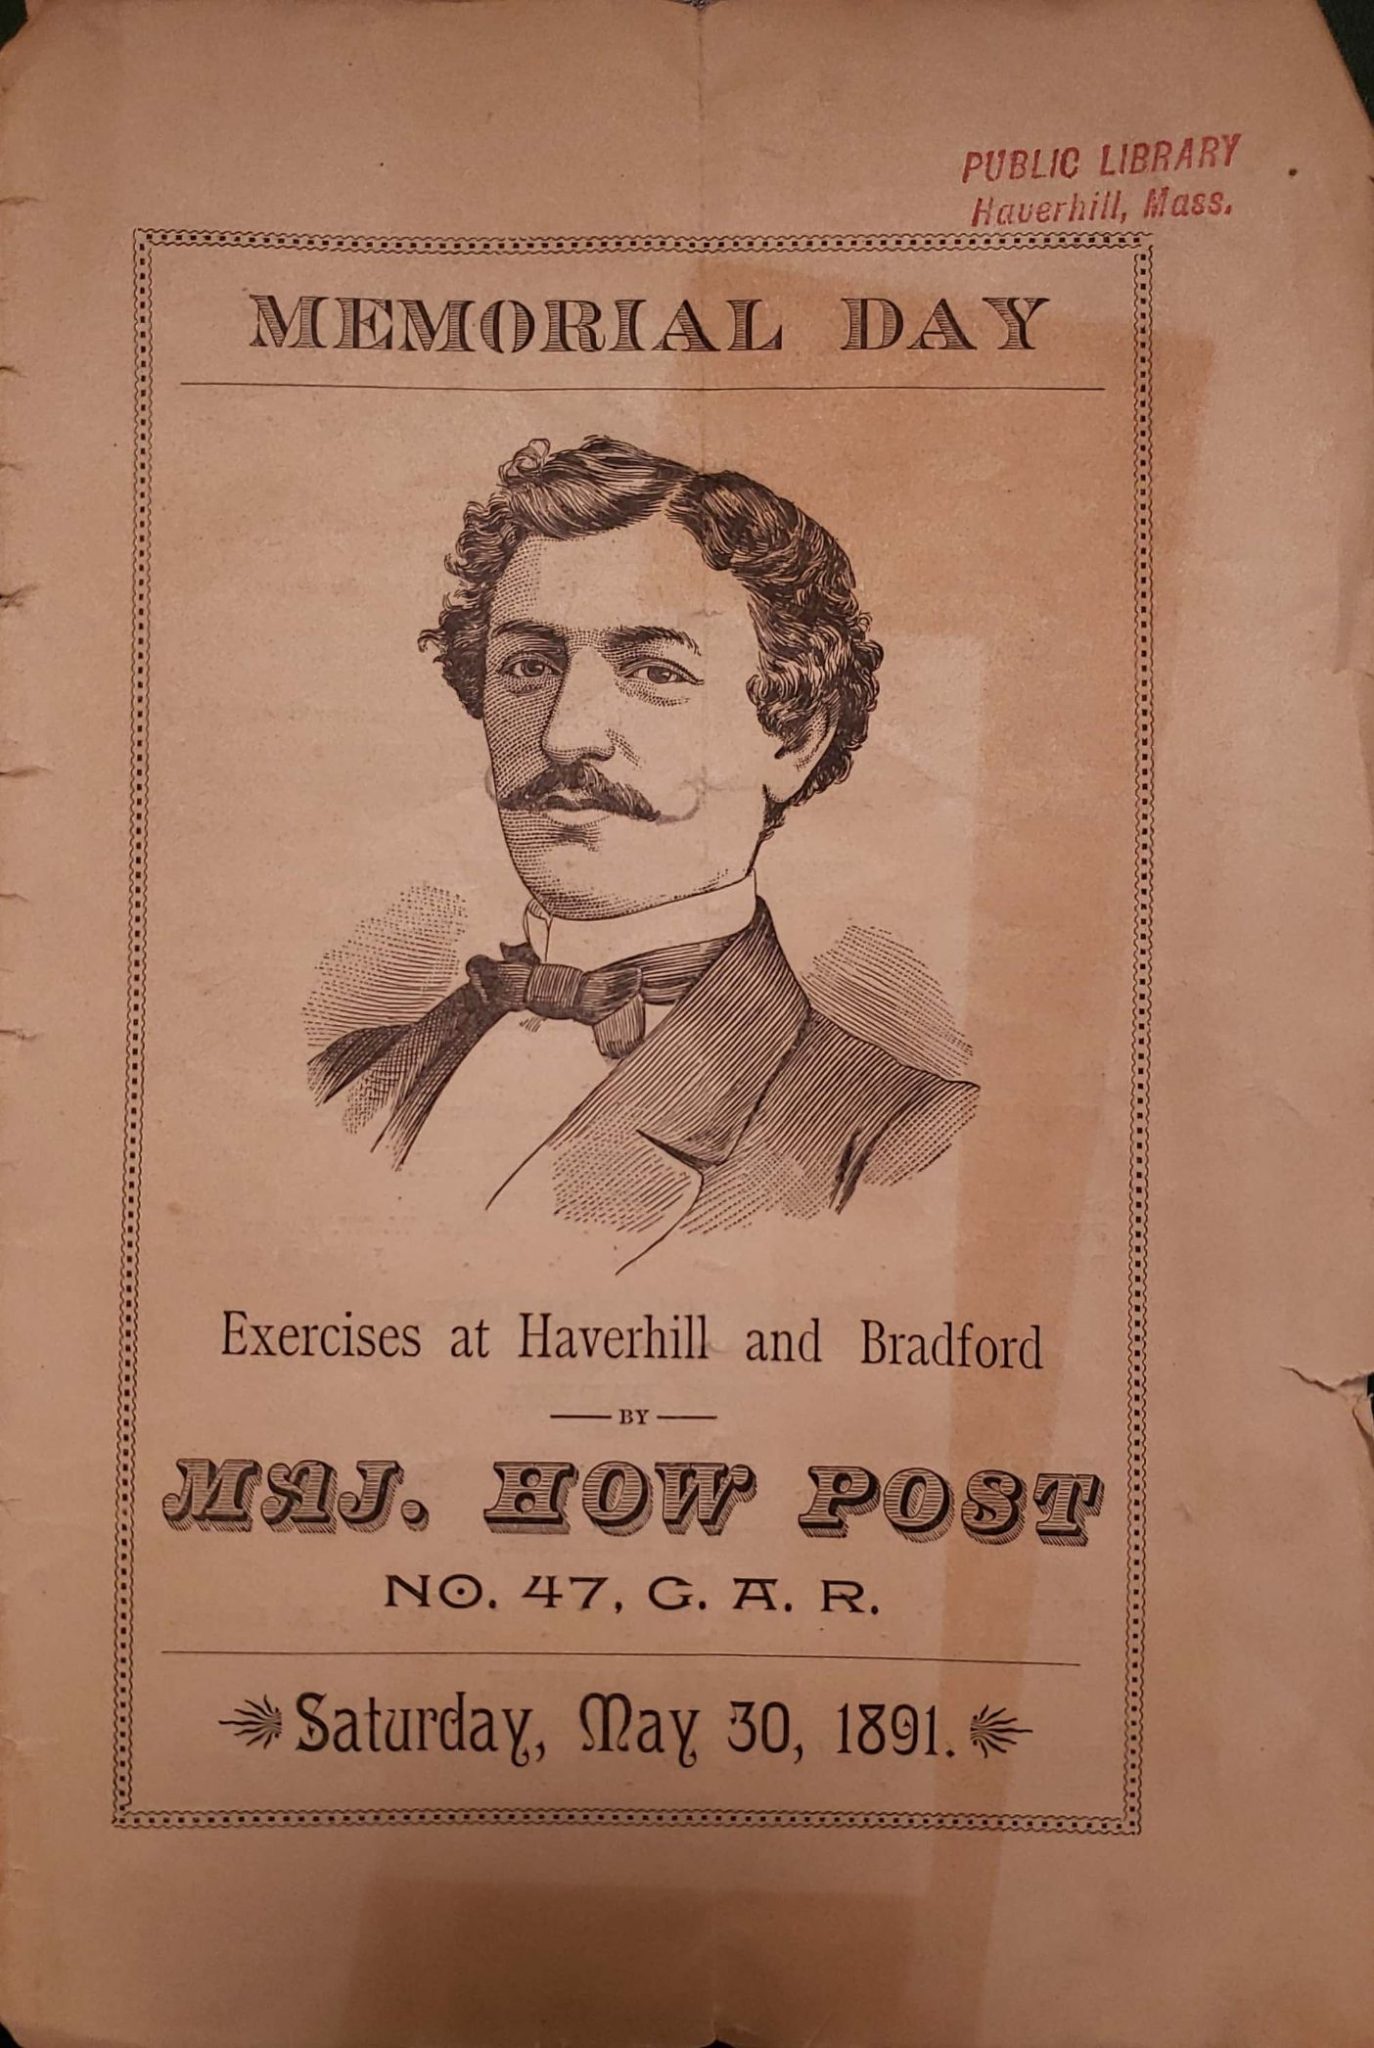 PUBLIC LIBRARY
Haverhill, Mass.
MEMORIAL DAY
Exercises at Haverhill and Bradford
BY
MAJ. HOW POST
NO. 47, G. A. R.
Saturday, May 30, 1891.